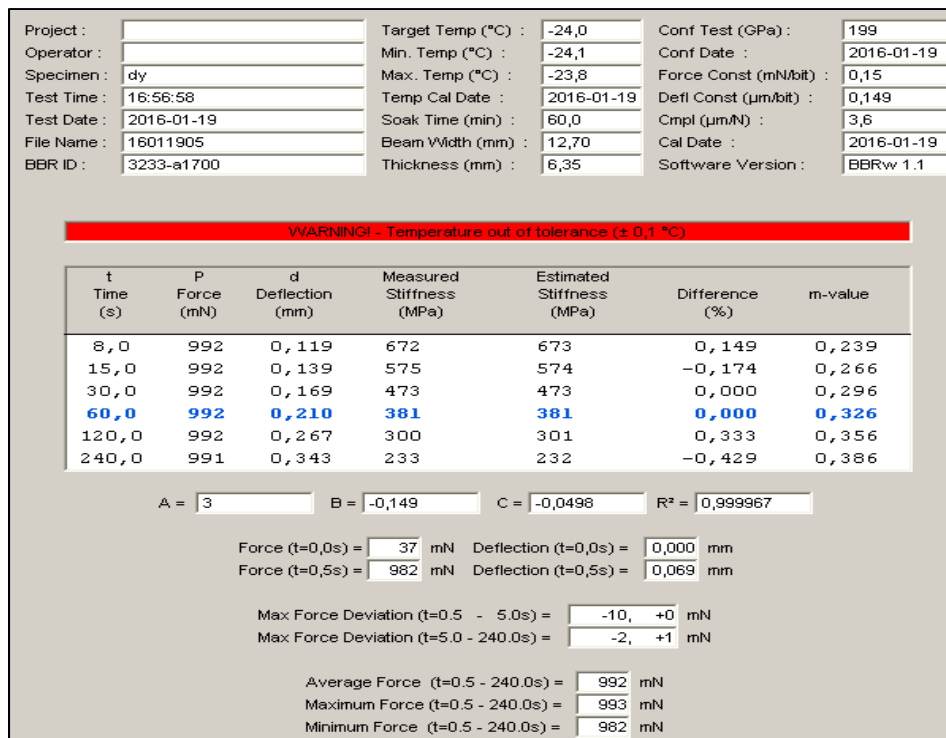 Project : Target Temp (°C) : -24,0 Conf Test (GPa) : 199
Operator : Min. Temp (°C) : -24,1 Conf Date : 2016-01-19
Specimen : dy Max. Temp (°C) : -23,8 Force Const (mN/bit) : 0,15
Test Time : 16:56:58 Temp Cal Date : 2016-01-19 Defl Const (µm/bit) : 0,149
Test Date : 2016-01-19 Soak Time (min) : 60,0 Cmpl (µm/N) : 3,6
File Name : 16011905 Beam Width (mm) : 12,70 Cal Date : 2016-01-19
BBR ID : 3233-a1700 Thickness (mm) : 6,35 Software Version : BBRw 1.1
WARNING! - Temperature out of tolerance (± 0,1 °C)
t P d Measured Estimated
Time Force Deflection Stiffness Stiffness Difference m-value
(s) (mN) (mm) (MPa) (MPa) (%)
8,0 992 0,119 672 673 0,149 0,239
15,0 992 0,139 575 574 -0,174 0,266
30,0 992 0,169 473 473 0,000 0,296
60,0 992 0,210 381 381 0,000 0,326
120,0 992 0,267 300 301 0,333 0,356
240,0 991 0,343 233 232 -0,429 0,386
A = 3 B = -0,149 C = -0,0498 R² = 0,999967
Force (t=0,0s) = 37 mN Deflection (t=0,0s) = 0,000 mm
Force (t=0,5s) = 982 mN Deflection (t=0,5s) = 0,069 mm
Max Force Deviation (t=0.5 - 5.0s) = -10, +0 mN
Max Force Deviation (t=5.0 - 240.0s) = -2, +1 mN
Average Force (t=0.5 - 240.0s) = 992 mN
Maximum Force (t=0.5 - 240.0s) = 993 mN
Minimum Force (t=0.5 - 240.0s) = 982 mN